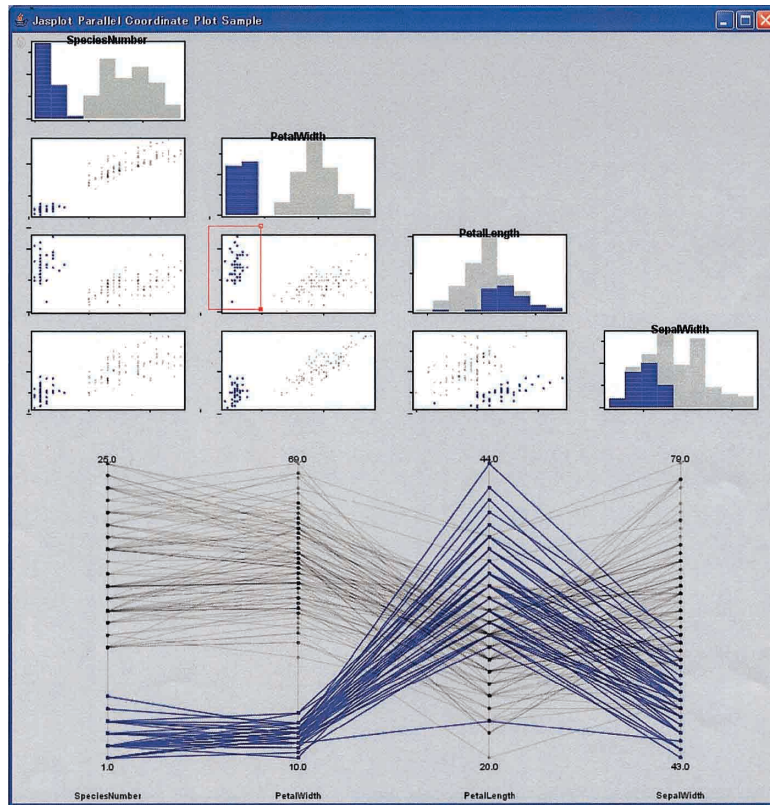 Jasplot Parallel Coordinate Plot Sample
SpeciesNumber
PetalWidth
PetalLength
SepalWidth
25.0 69.0 44.0 79.0
1.0 10.0 20.0 43.0
SpeciesNumber PetalWidth PetalLength SepalWidth